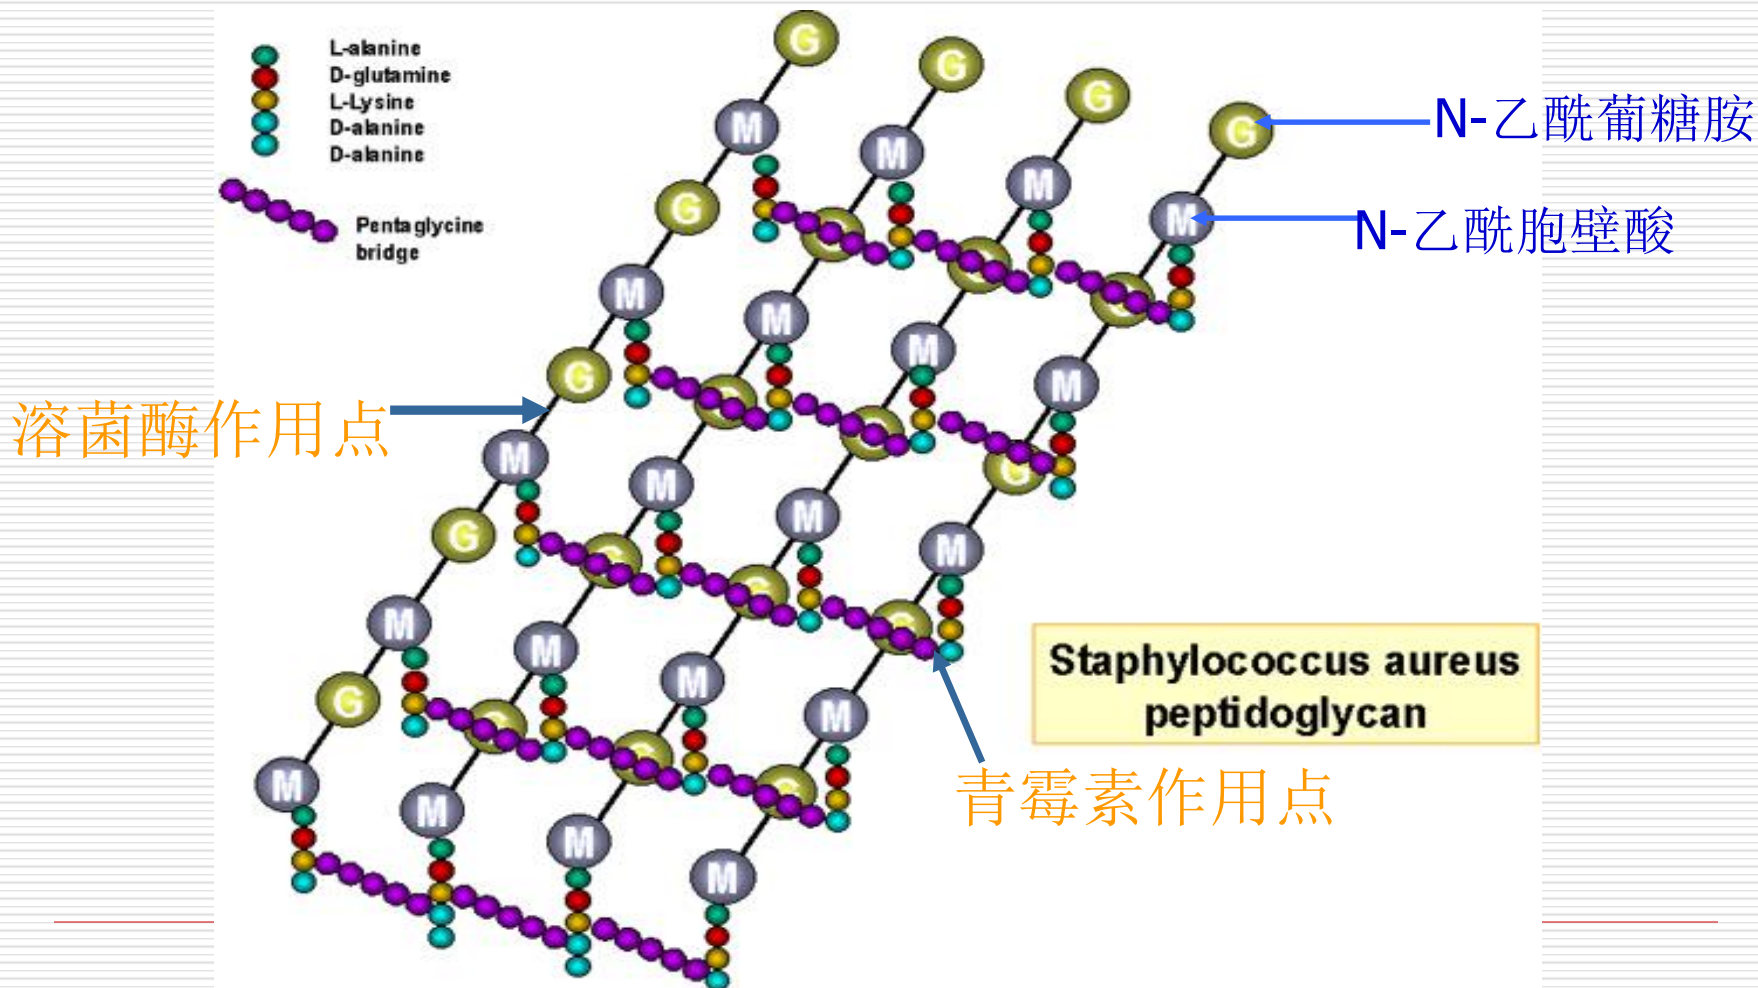 L-alanine
D-glutamine
L-Lysine
D-alanine
D-alanine
Pentaglycine
bridge
G M G M G M G M G M
G M G M G M G M G M
G M G M G M G M G M
G M G M G M G M G M
N-乙酰葡糖胺
N-乙酰胞壁酸
溶菌酶作用点
Staphylococcus aureus
peptidoglycan
青霉素作用点